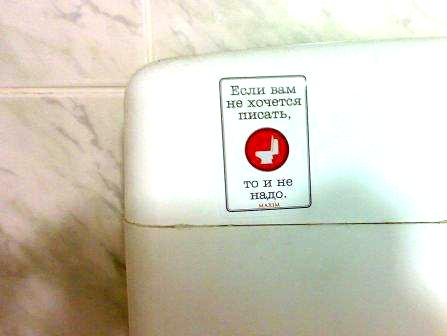 Если вам
не хочется
писать,
то и не
надо.
MAXIM